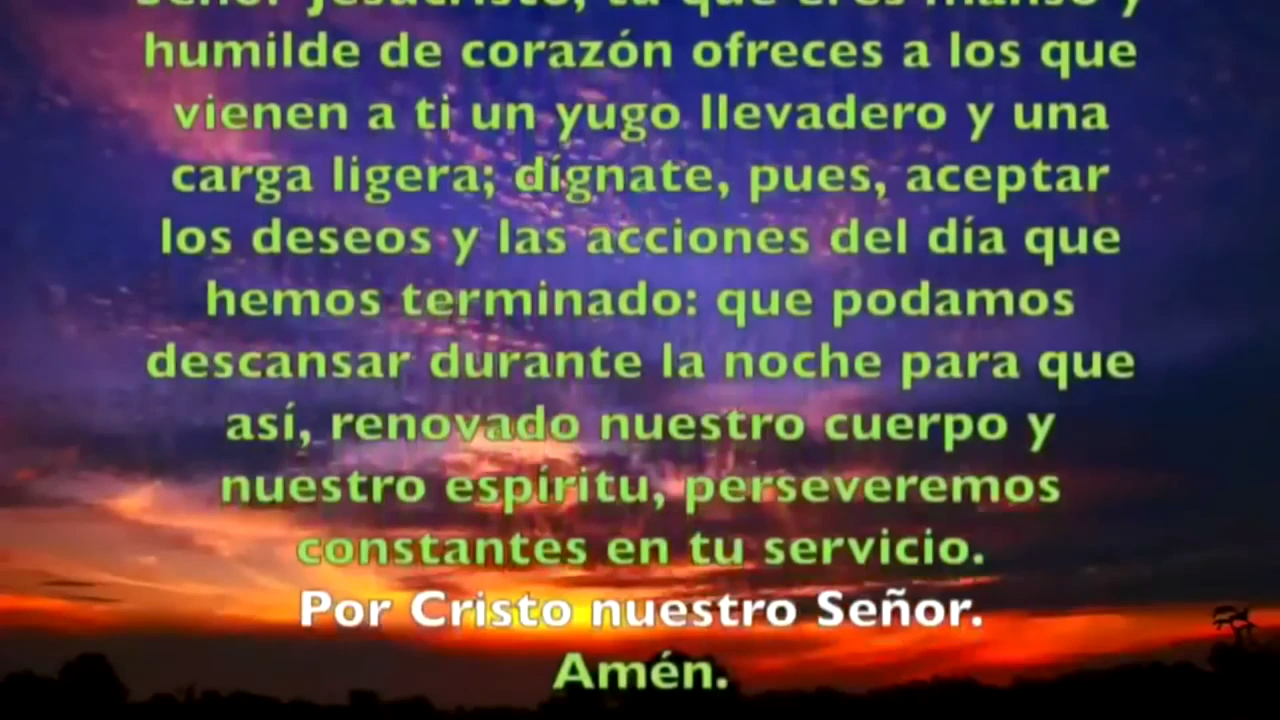 Señor Jesucristo, tú que eres manso y
humilde de corazón ofreces a los que
vienen a ti un yugo llevadero y una
carga ligera; dígnate, pues, aceptar
los deseos y las acciones del día que
hemos terminado: que podamos
descansar durante la noche para que
así, renovado nuestro cuerpo y
nuestro espíritu, perseveremos
constantes en tu servicio.
Por Cristo nuestro Señor.
Amén.